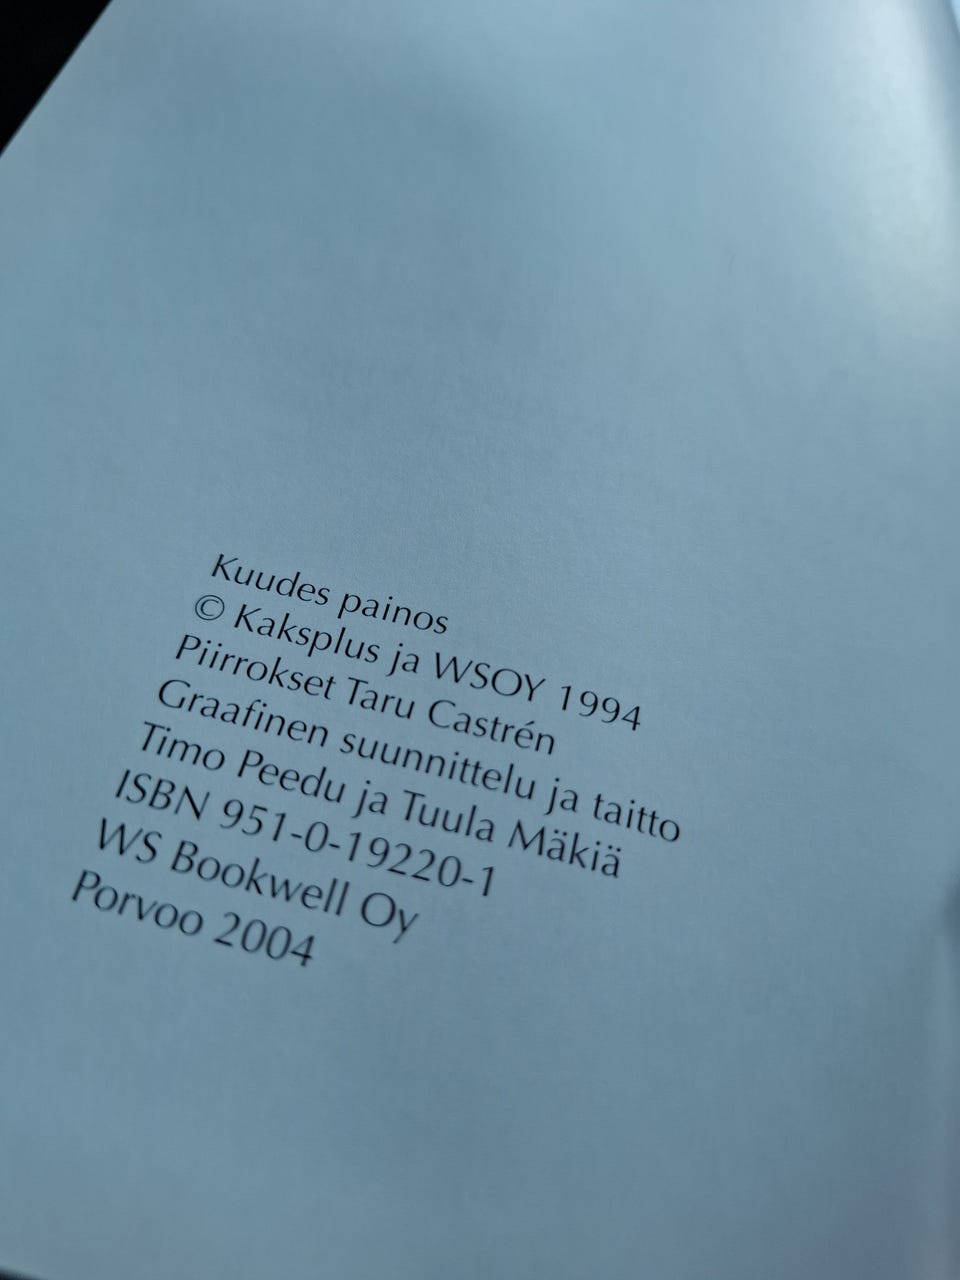 Kuudes painos
© Kaksplus ja WSOY 1994
Piirrokset Taru Castrén
Graafinen suunnittelu ja taitto
Timo Peedu ja Tuula Mäkiä
ISBN 951-0-19220-1
WS Bookwell Oy
Porvoo 2004